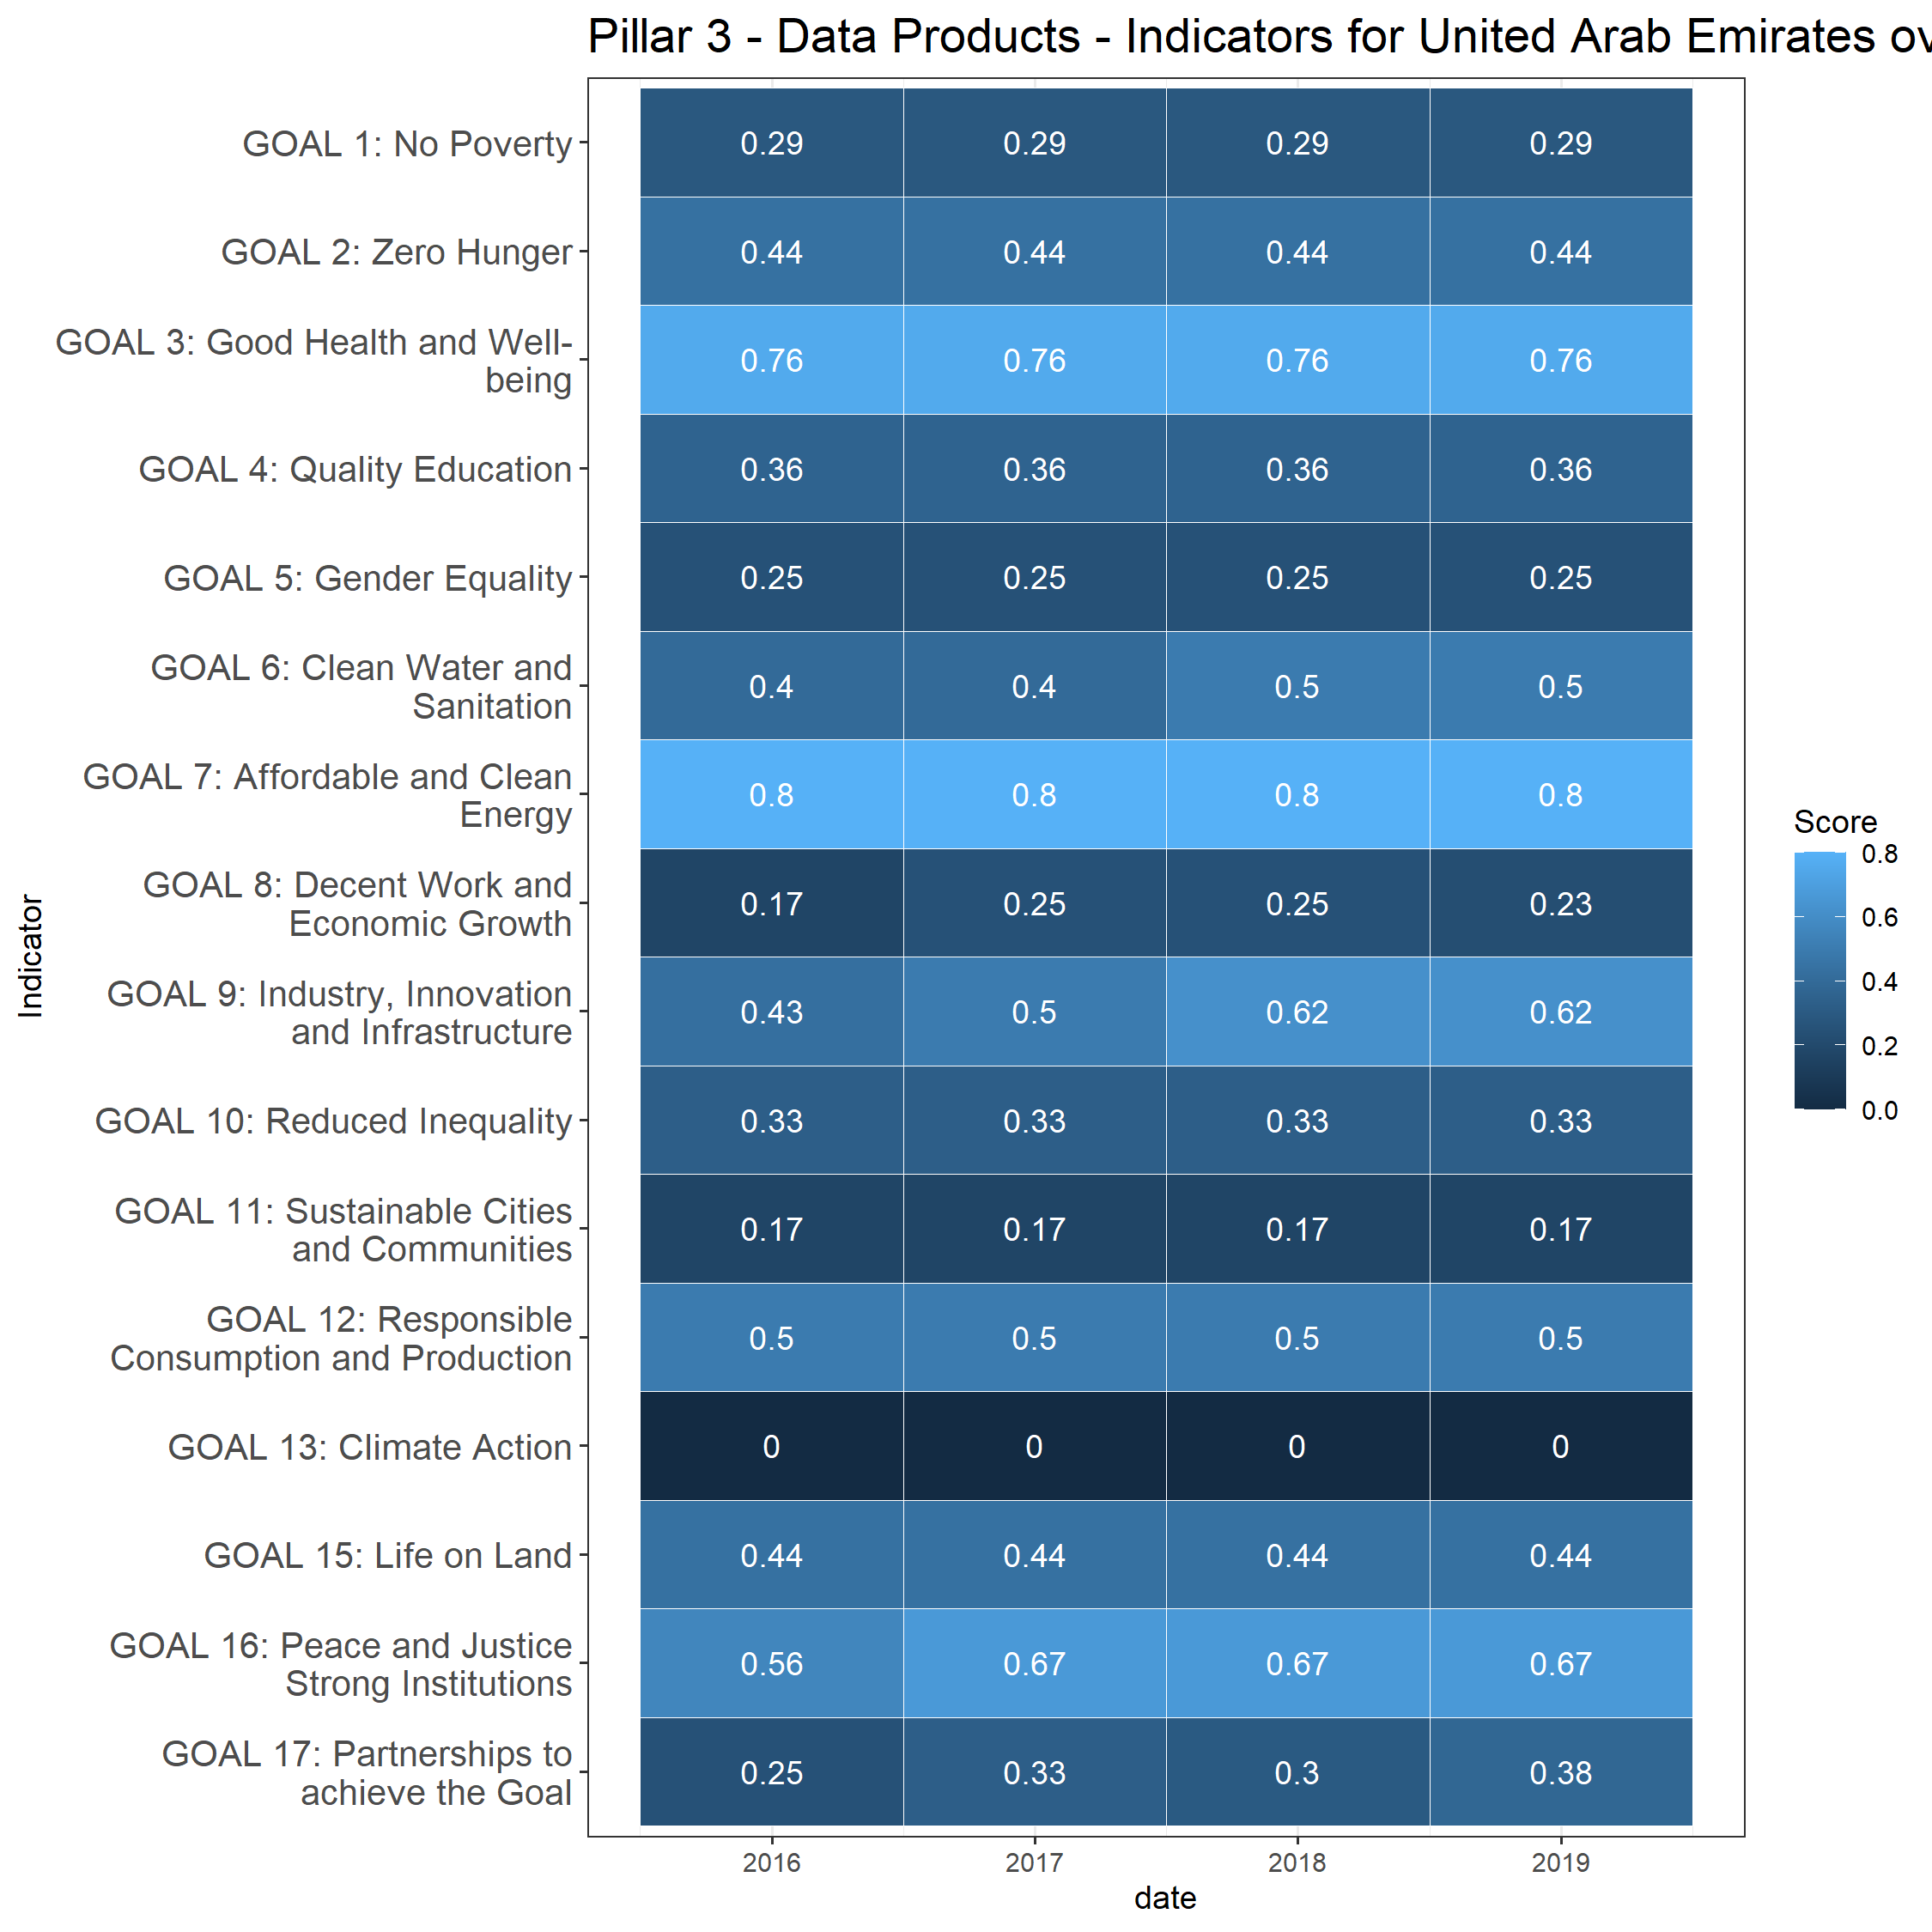 Pillar 3 - Data Products - Indicators for United Arab Emirates ov
GOAL 1: No Poverty 0.29 0.29 0.29 0.29
GOAL 2: Zero Hunger 0.44 0.44 0.44 0.44
GOAL 3: Good Health and Well-
being
0.76 0.76 0.76 0.76
GOAL 4: Quality Education 0.36 0.36 0.36 0.36
GOAL 5: Gender Equality 0.25 0.25 0.25 0.25
GOAL 6: Clean Water and
Sanitation
0.4 0.4 0.5 0.5
GOAL 7: Affordable and Clean
Energy
0.8 0.8 0.8 0.8
GOAL 8: Decent Work and
Economic Growth
0.17 0.25 0.25 0.23
GOAL 9: Industry, Innovation
and Infrastructure
0.43 0.5 0.62 0.62
GOAL 10: Reduced Inequality 0.33 0.33 0.33 0.33
GOAL 11: Sustainable Cities
and Communities
0.17 0.17 0.17 0.17
GOAL 12: Responsible
Consumption and Production
0.5 0.5 0.5 0.5
GOAL 13: Climate Action 0 0 0 0
GOAL 15: Life on Land 0.44 0.44 0.44 0.44
GOAL 16: Peace and Justice
Strong Institutions
0.56 0.67 0.67 0.67
GOAL 17: Partnerships to
achieve the Goal
0.25 0.33 0.3 0.38
2016 2017 2018 2019
date
Indicator
Score
0.8
0.6
0.4
0.2
0.0